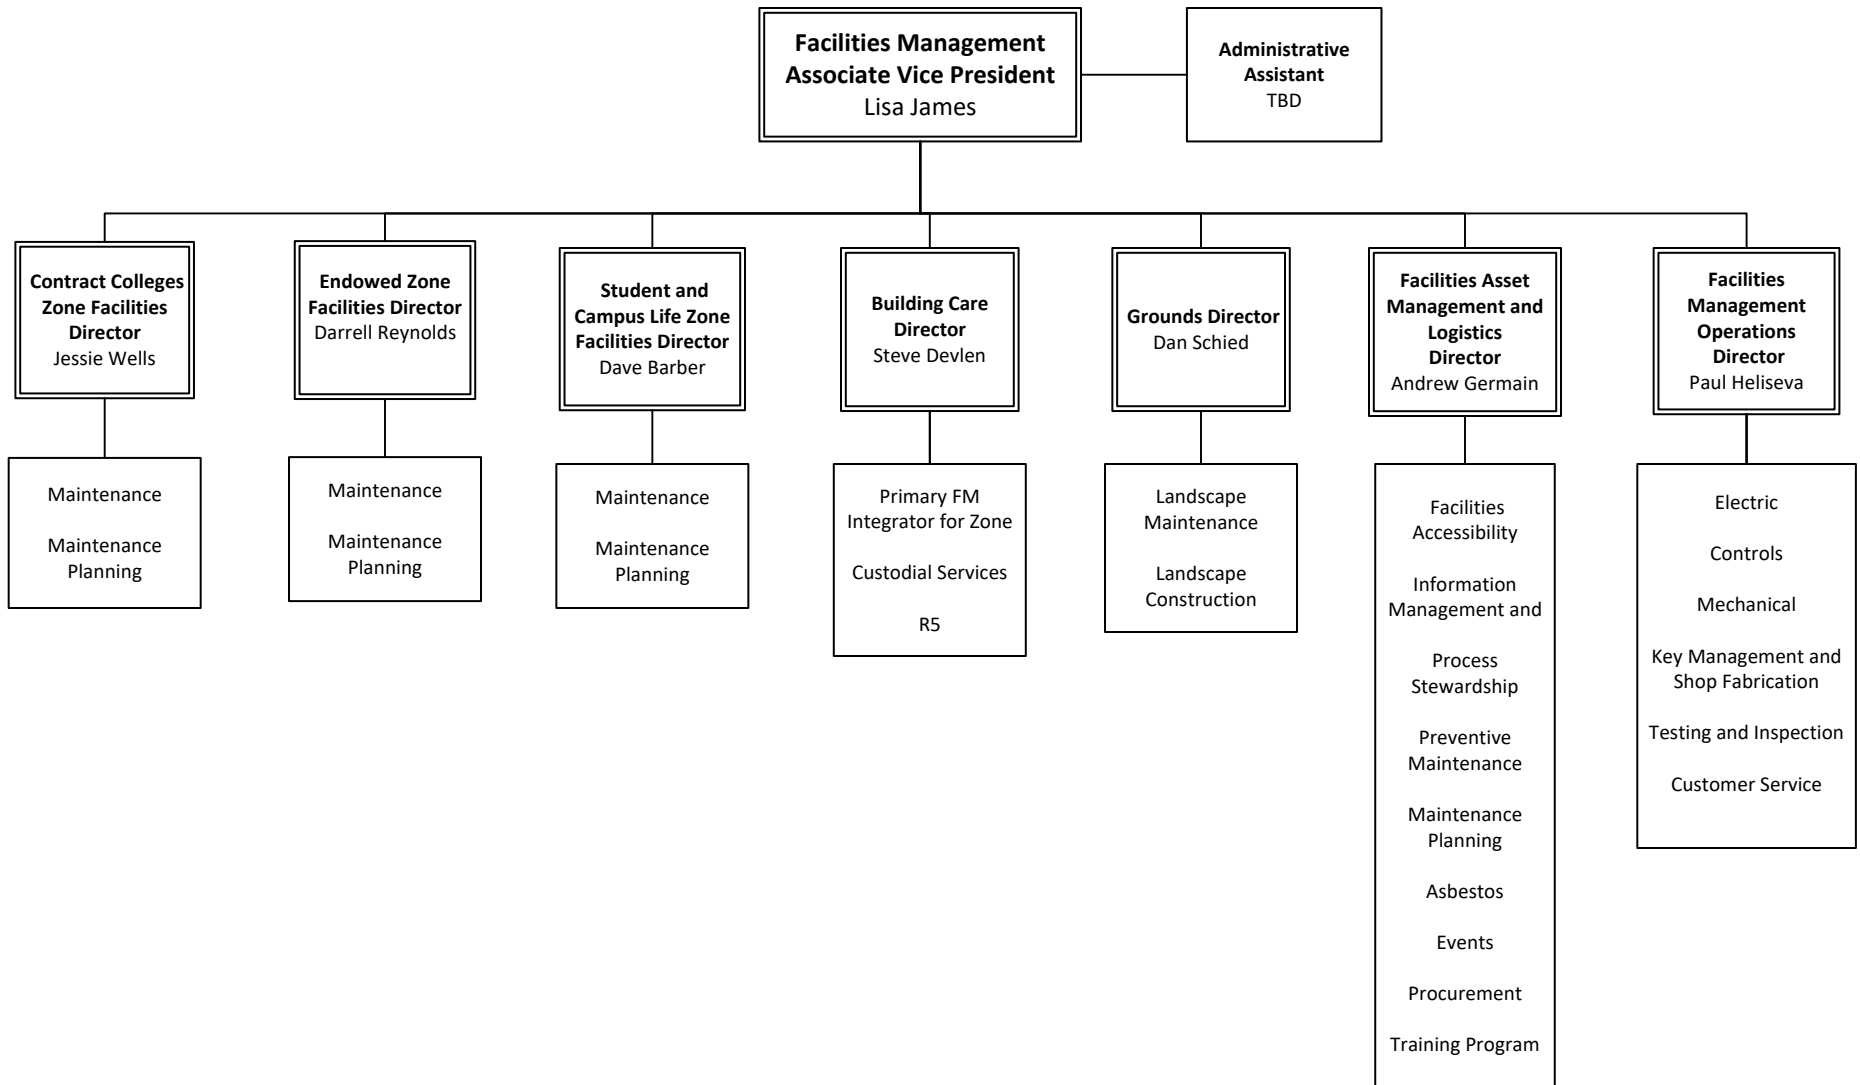 Facilities Management
Associate Vice President
Lisa James
Administrative
Assistant
TBD
Contract Colleges
Zone Facilities
Director
Jessie Wells
Endowed Zone
Facilities Director
Darrell Reynolds
Student and
Campus Life Zone
Facilities Director
Dave Barber
Building Care
Director
Steve Devlen
Grounds Director
Dan Schied
Facilities Asset
Management and
Logistics
Director
Andrew Germain
Facilities
Management
Operations
Director
Paul Heliseva
Maintenance
Maintenance
Planning
Maintenance
Maintenance
Planning
Maintenance
Maintenance
Planning
Primary FM
Integrator for Zone
Custodial Services
R5
Landscape
Maintenance
Landscape
Construction
Facilities
Accessibility
Information
Management and
Process
Stewardship
Preventive
Maintenance
Maintenance
Planning
Asbestos
Events
Procurement
Training Program
Electric
Controls
Mechanical
Key Management and
Shop Fabrication
Testing and Inspection
Customer Service